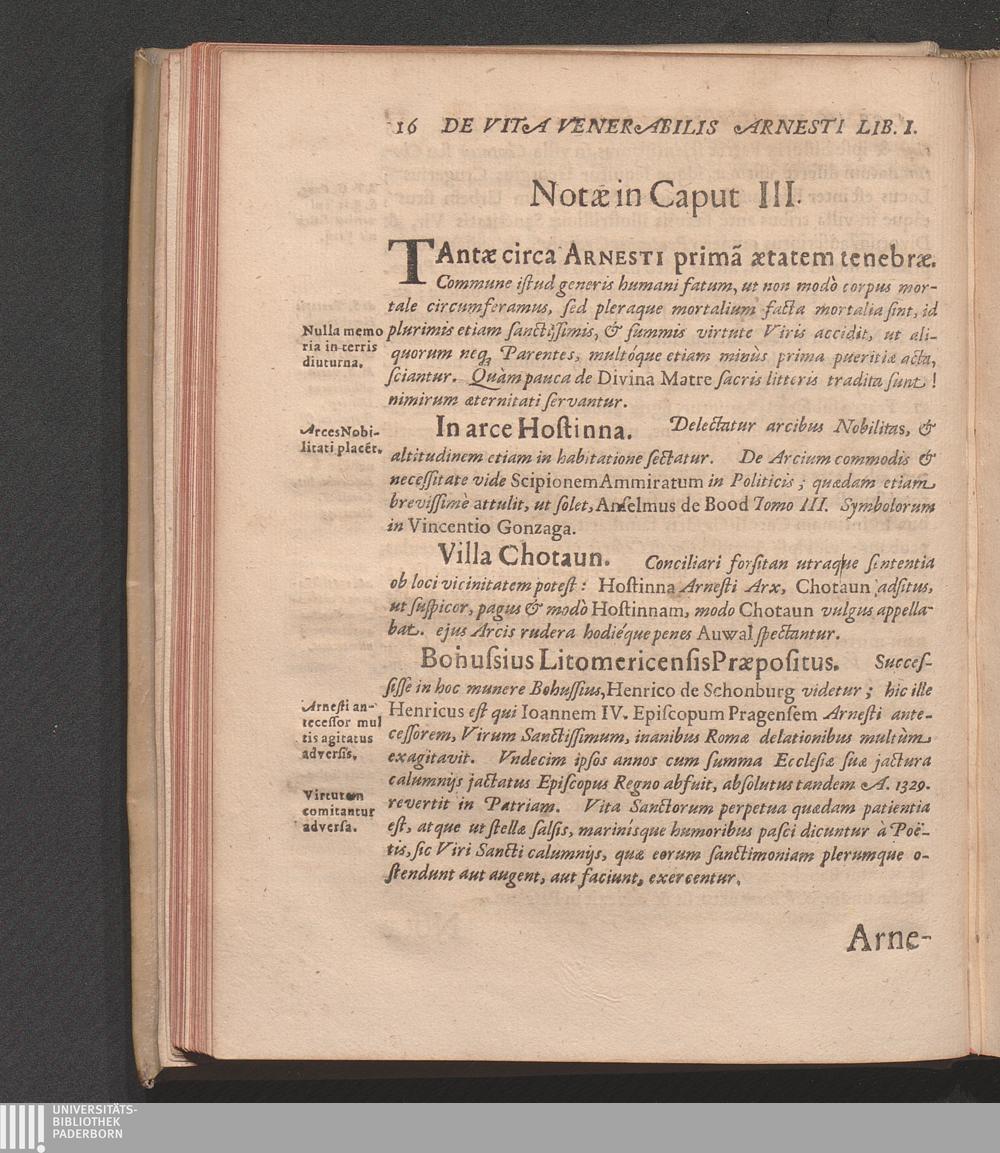 16 DE VITA VENERABILIS ARNESTI LIB. I.
Notæ in Caput III.
TAntæ circa ARNESTI primã ætatem tenebræ.
Commune iſtud generis humani fatum, ut non modò corpus mor-
tale circumferamus, ſed pleraque mortalium facta mortalia ſint, id
Nulla memo
ria in terris
diuturna.
plurimis etiam ſanctiſſimis, & ſummis virtute Viris accidit, ut ali-
quorum neq; Parentes, multóque etiam minùs prima pueritiæ acta,
ſciantur. Quàm pauca de Divina Matre ſacris litteris tradita ſunt!
nimirum æternitati ſervantur.
Arces Nobi-
litati placẽt.
In arce Hoſtinna. Delectatur arcibus Nobilitas, &
altitudinem etiam in habitatione ſectatur. De Arcium commodis &
neceſſitate vide Scipionem Ammiratum in Politicis; quædam etiam
breviſſimè attulit, ut ſolet, Anſelmus de Bood Tomo III. Symbolorum
in Vincentio Gonzaga.
Villa Chotaun. Conciliari forſitan utraque ſententia
ob loci vicinitatem poteſt: Hoſtinna Arneſti Arx, Chotaun adſitus,
ut ſuſpicor, pagus & modò Hoſtinnam, modo Chotaun vulgus appella-
bat. ejus Arcis rudera hodiéque penes Auwal ſpectantur.
Bohuſsius Litomericenſis Præpoſitus. Succeſ-
ſiſſe in hoc munere Bohuſſius, Henrico de Schonburg videtur; hic ille
Arneſti an-
teceſſor mul
tis agitatus
adverſis.
Henricus eſt qui Ioannem IV. Epiſcopum Pragenſem Arneſti ante-
ceſſorem, Virum Sanctiſſimum, inanibus Romæ delationibus multùm
exagitavit. Vndecim ipſos annos cum ſumma Eccleſiæ ſuæ jactura
calumnijs jactatus Epiſcopus Regno abfuit, abſolutus tandem A. 1329.
Virtutem
comitantur
adverſa.
revertit in Patriam. Vita Sanctorum perpetua quædam patientia
eſt, atque ut ſtellæ ſalſis, marinísque humoribus paſci dicuntur à Poë-
tis, ſic Viri Sancti calumnijs, quæ eorum ſanctimoniam plerumque o-
ſtendunt aut augent, aut faciunt, exercentur.
Arne-
UNIVERSITÄTS-
BIBLIOTHEK
PADERBORN